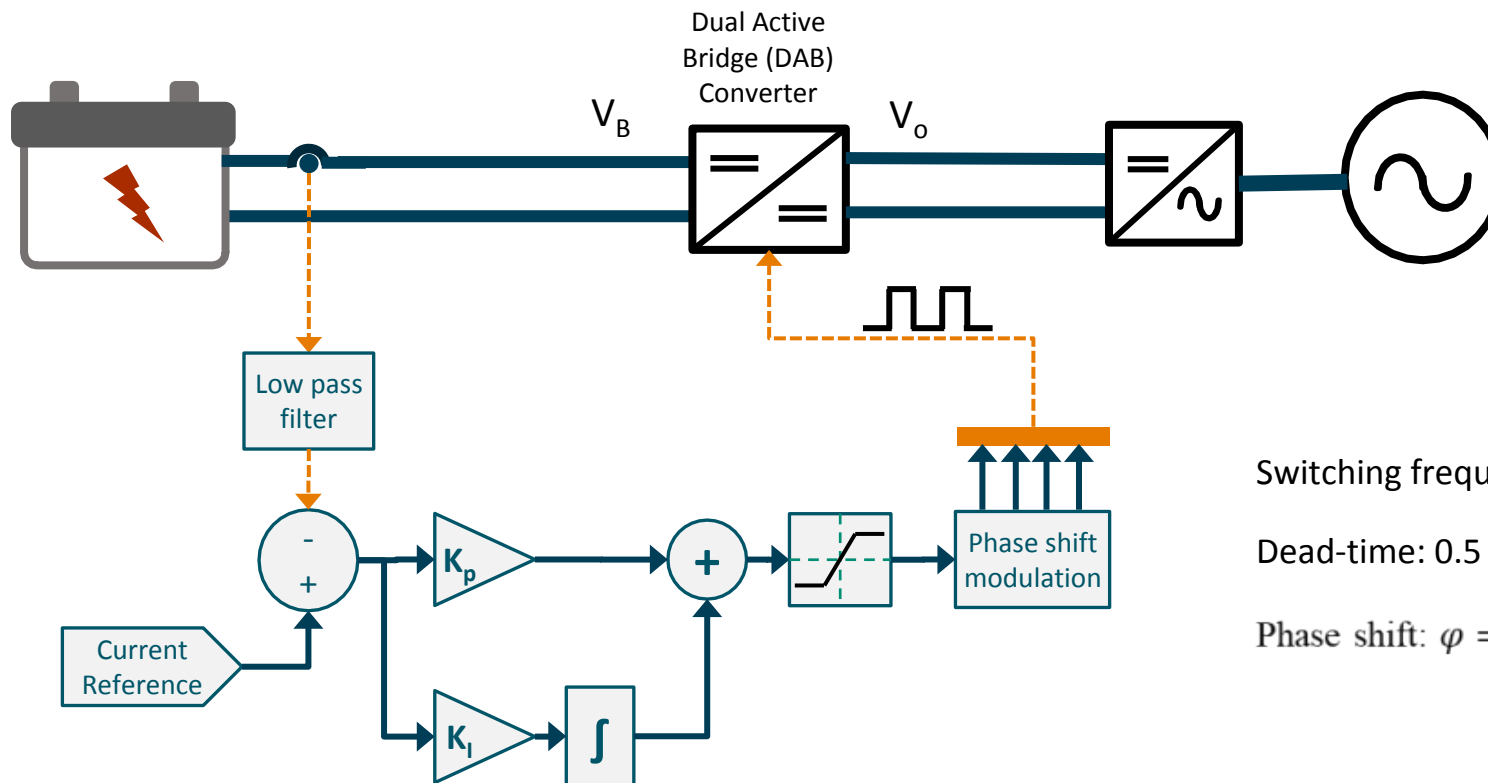 Dual Active
Bridge (DAB)
Converter
V_B
V_o
Low pass
filter
-
+
K_p
+
Phase shift
modulation
Current
Reference
K_I
∫
Switching frequ
Dead-time: 0.5
Phase shift: φ =